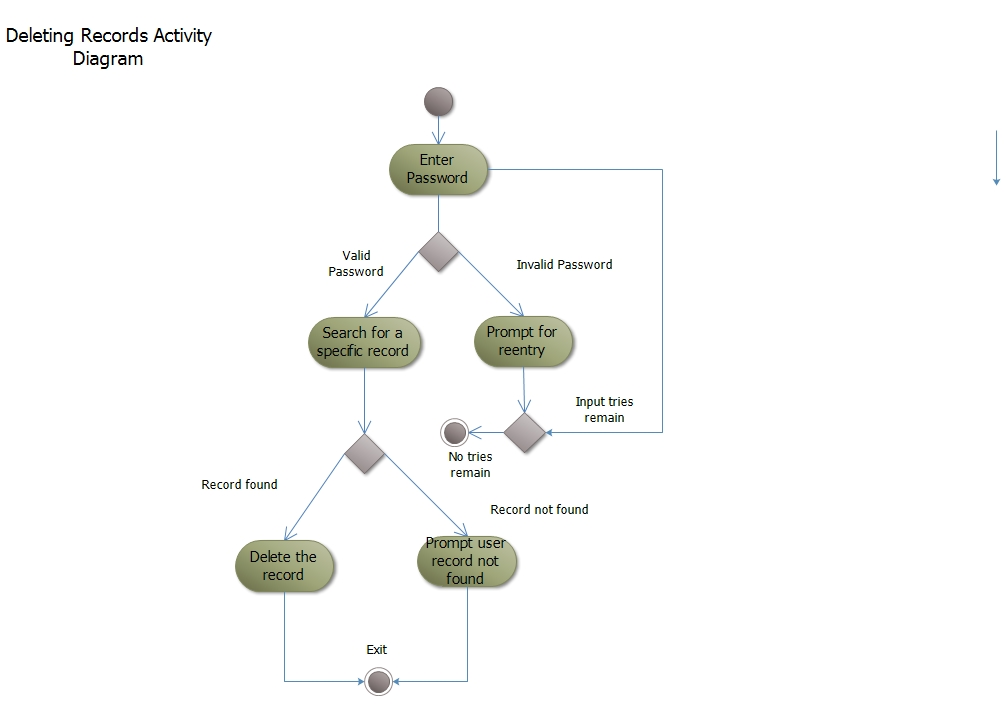 Deleting Records Activity
Diagram
Enter
Password
Valid
Password
Invalid Password
Search for a
specific record
Prompt for
reentry
Input tries
remain
No tries
remain
Record found
Record not found
Delete the
record
Prompt user
record not
found
Exit